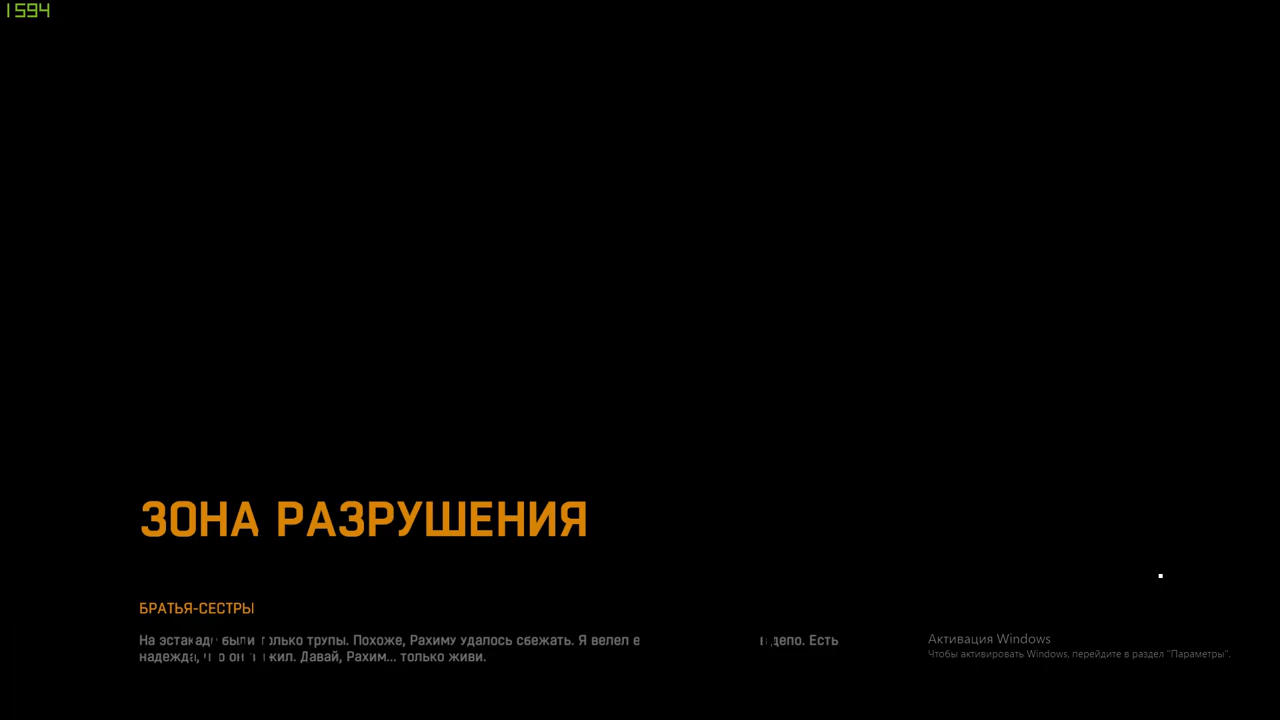 1594
ЗОНА РАЗРУШЕНИЯ
БРАТЬЯ-СЕСТРЫ
На эстакаде были только трупы. Похоже, Рахиму удалось сбежать. Я велел депо. Есть
надежда, что он жил. Давай, Рахим... только живи.
Активация Windows
Чтобы активировать Windows, перейдите в раздел "Параметры".